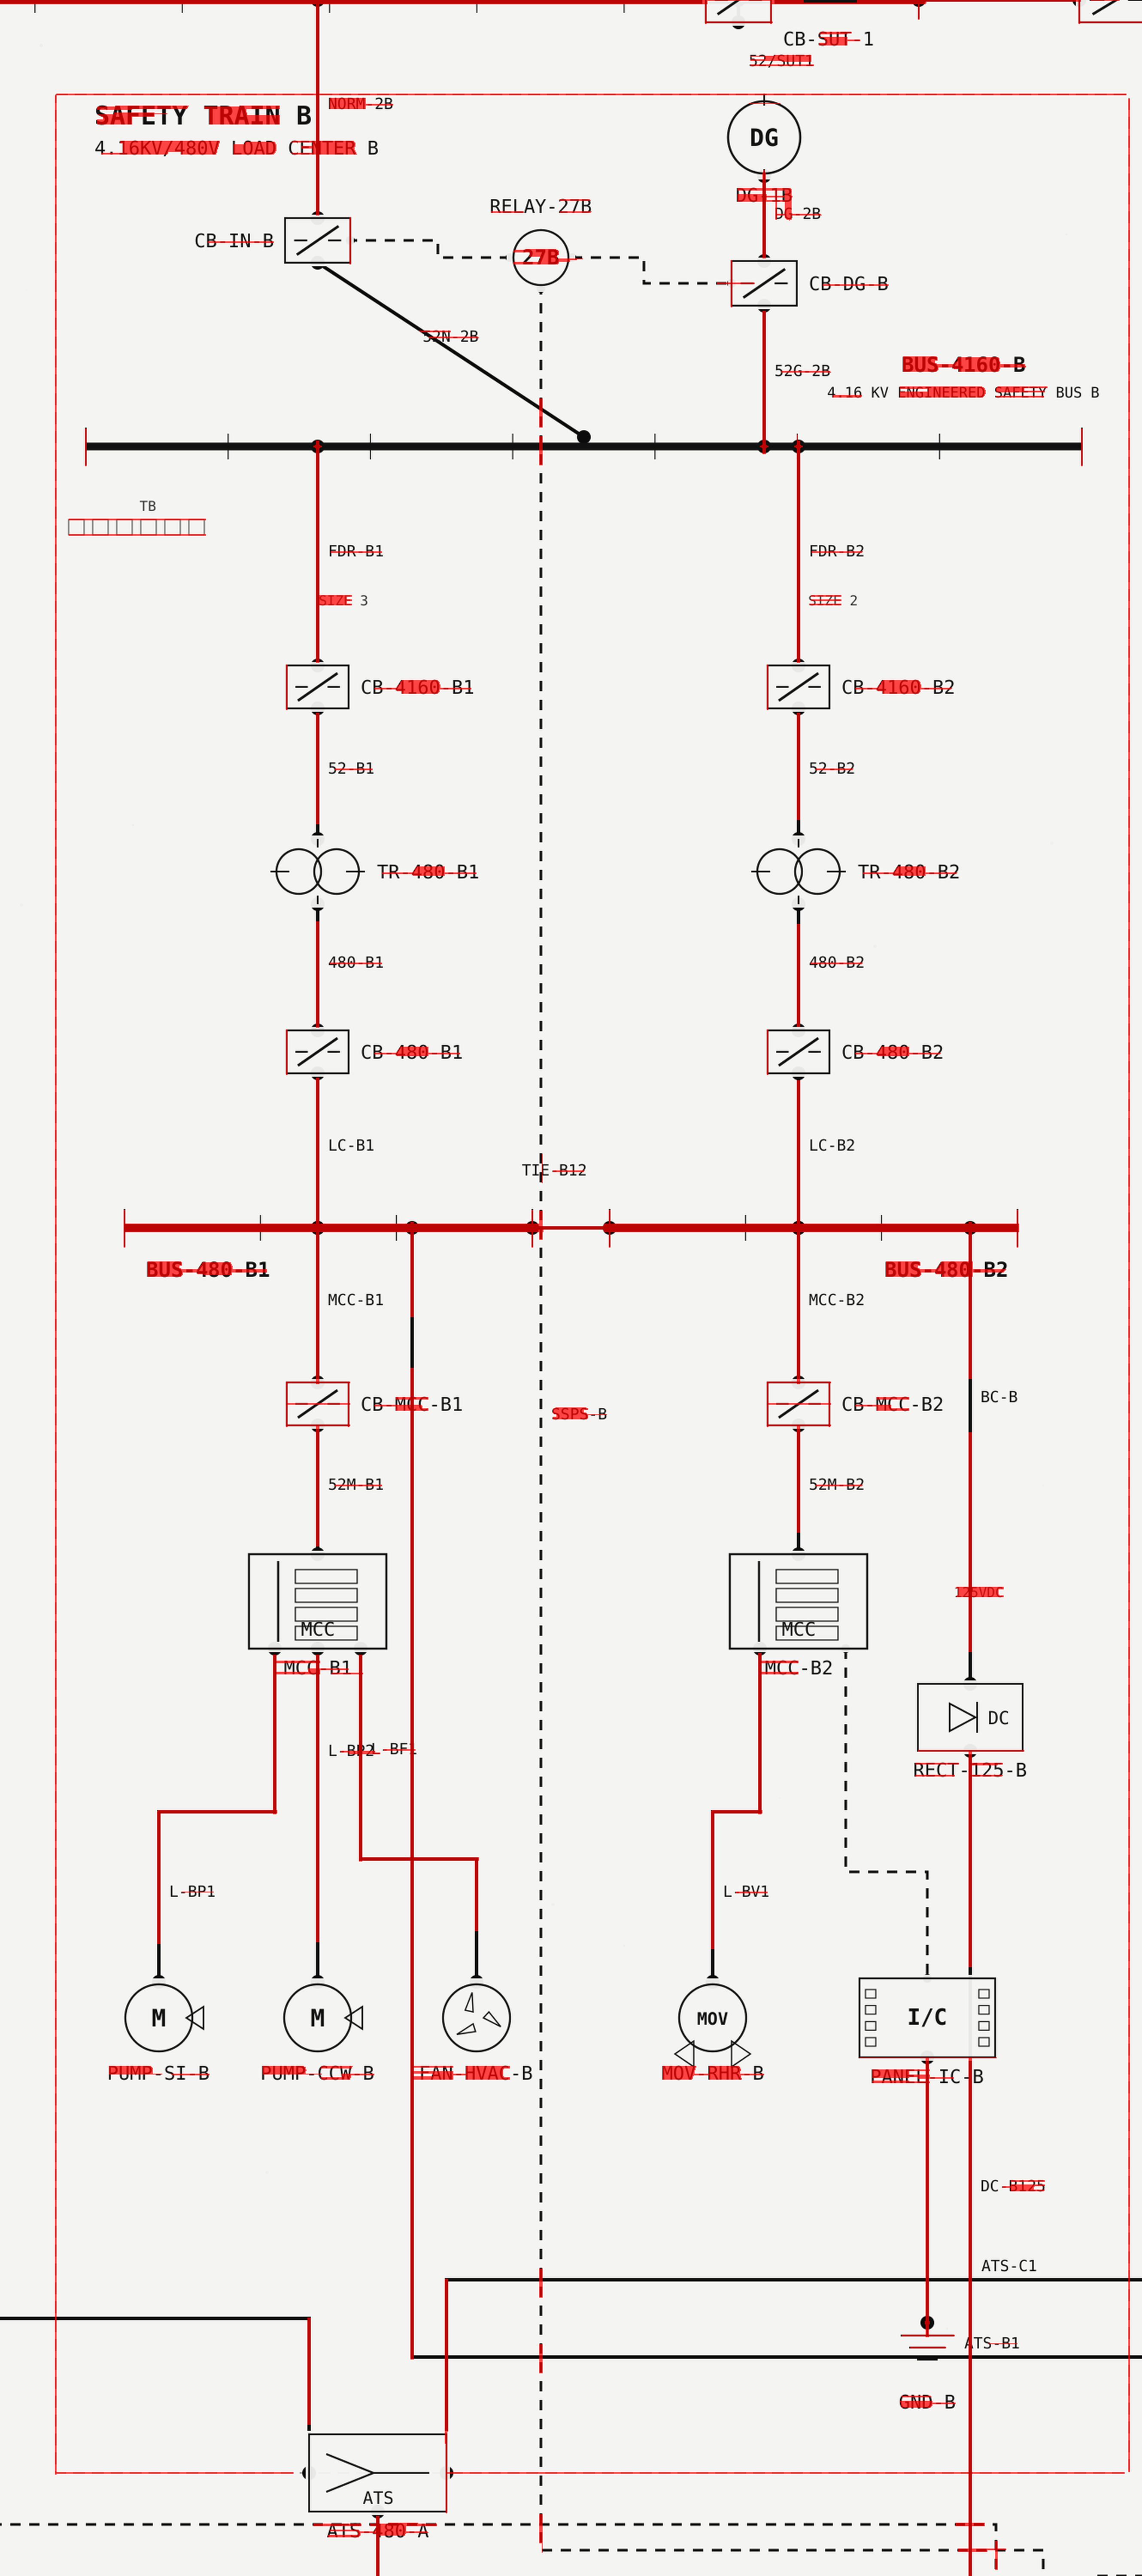 CB-SUT-1
52/SUT1
NORM-2B
SAFETY TRAIN B
4.16KV/480V LOAD CENTER B
DG
DG-1B
DG-2B
RELAY-27B
CB-IN-B
27B
CB-DG-B
52N-2B
52G-2B
BUS-4160-B
4.16 KV ENGINEERED SAFETY BUS B
TB
FDR-B1
FDR-B2
SIZE 3
SIZE 2
CB-4160-B1
CB-4160-B2
52-B1
52-B2
TR-480-B1
TR-480-B2
480-B1
480-B2
CB-480-B1
CB-480-B2
LC-B1
LC-B2
TIE-B12
BUS-480-B1
BUS-480-B2
MCC-B1
MCC-B2
CB-MCC-B1
CB-MCC-B2
BC-B
SSPS-B
52M-B1
52M-B2
125VDC
MCC
MCC
MCC-B1
MCC-B2
DC
L-BP2
L-BF1
RECT-125-B
L-BP1
L-BV1
M
M
MOV
I/C
PUMP-SI-B
PUMP-CCW-B
FAN-HVAC-B
MOV-RHR-B
PANEL-IC-B
DC-B125
ATS-C1
ATS-B1
GND-B
ATS
ATS-480-A